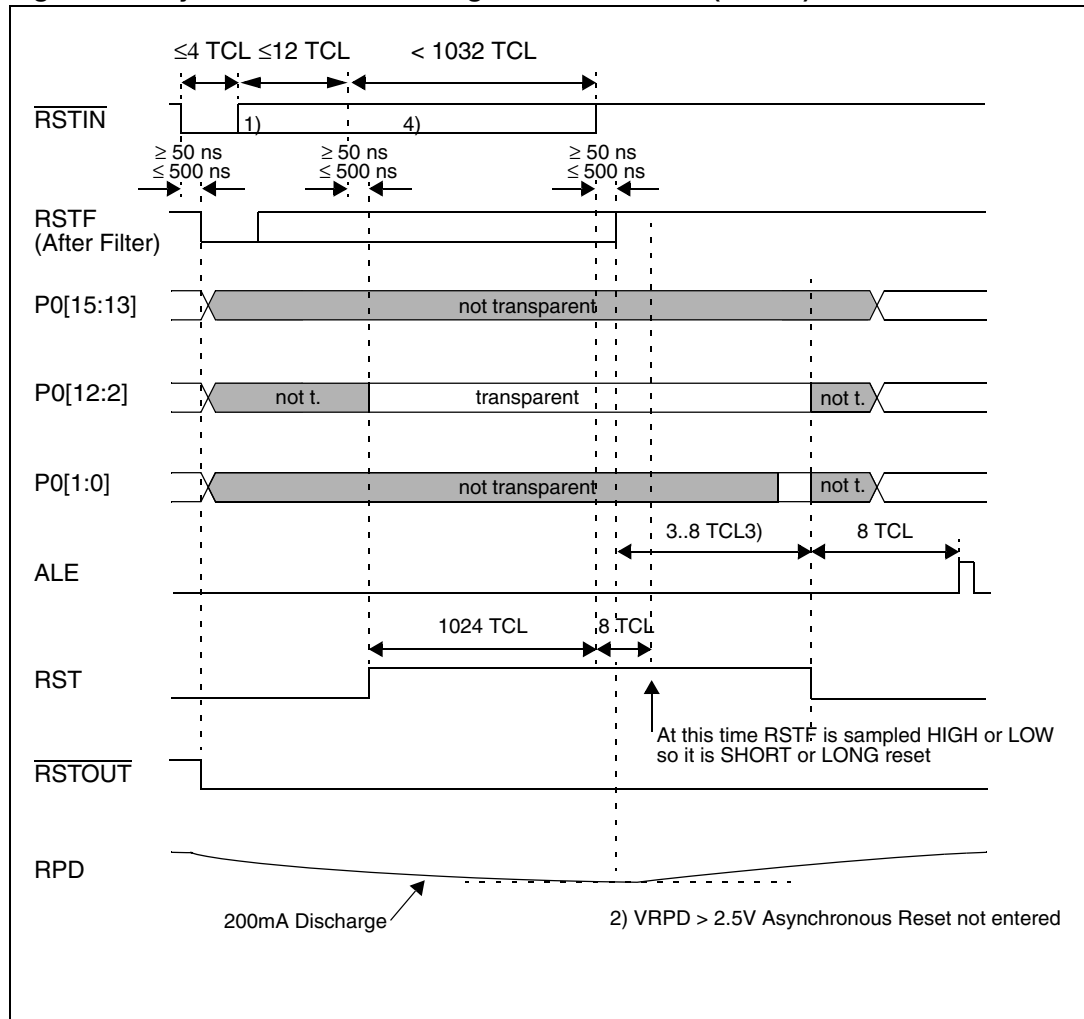 ≤4 TCL ≤12 TCL < 1032 TCL
RSTIN
1) 4)
≥ 50 ns ≥ 50 ns ≥ 50 ns
≤ 500 ns ≤ 500 ns ≤ 500 ns
RSTF
(After Filter)
P0[15:13]
not transparent
P0[12:2]
not t. transparent not t.
P0[1:0]
not transparent not t.
3..8 TCL3) 8 TCL
ALE
1024 TCL 8 TCL
RST
At this time RSTF is sampled HIGH or LOW
so it is SHORT or LONG reset
RSTOUT
RPD
200mA Discharge
2) VRPD > 2.5V Asynchronous Reset not entered